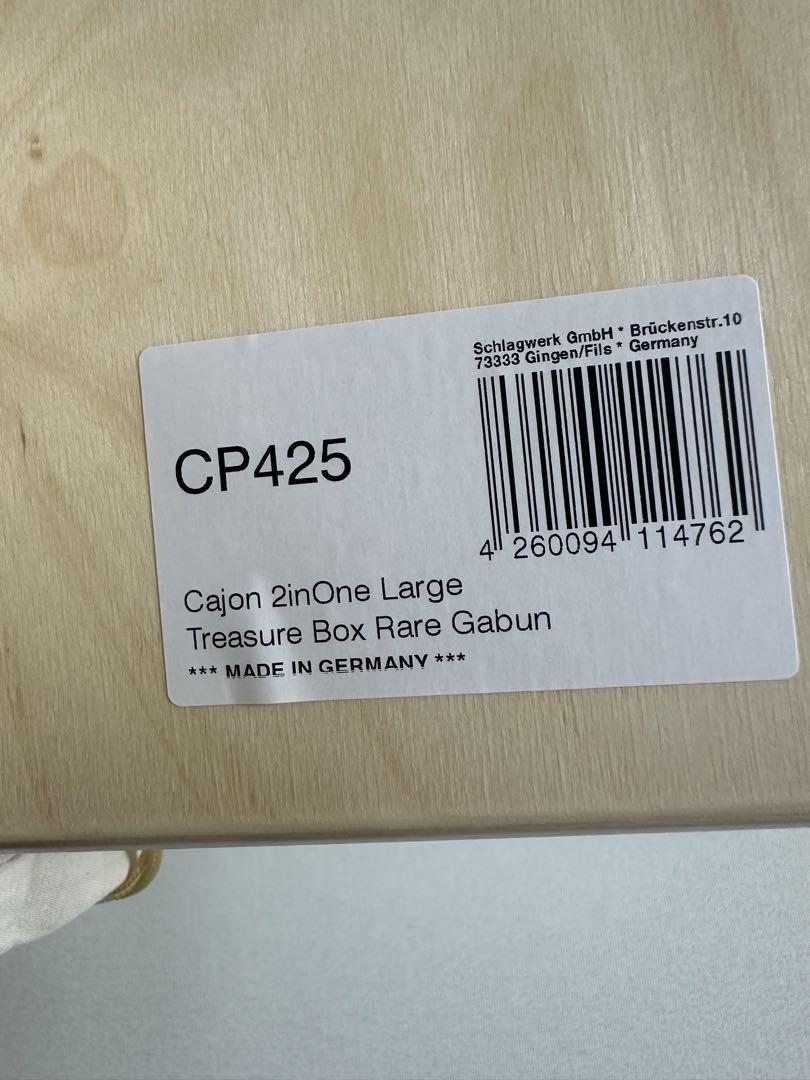 Schlagwerk GmbH * Brückenstr.10
73333 Gingen/Fils * Germany
CP425
4 260094 114762
Cajon 2inOne Large
Treasure Box Rare Gabun
*** MADE IN GERMANY ***